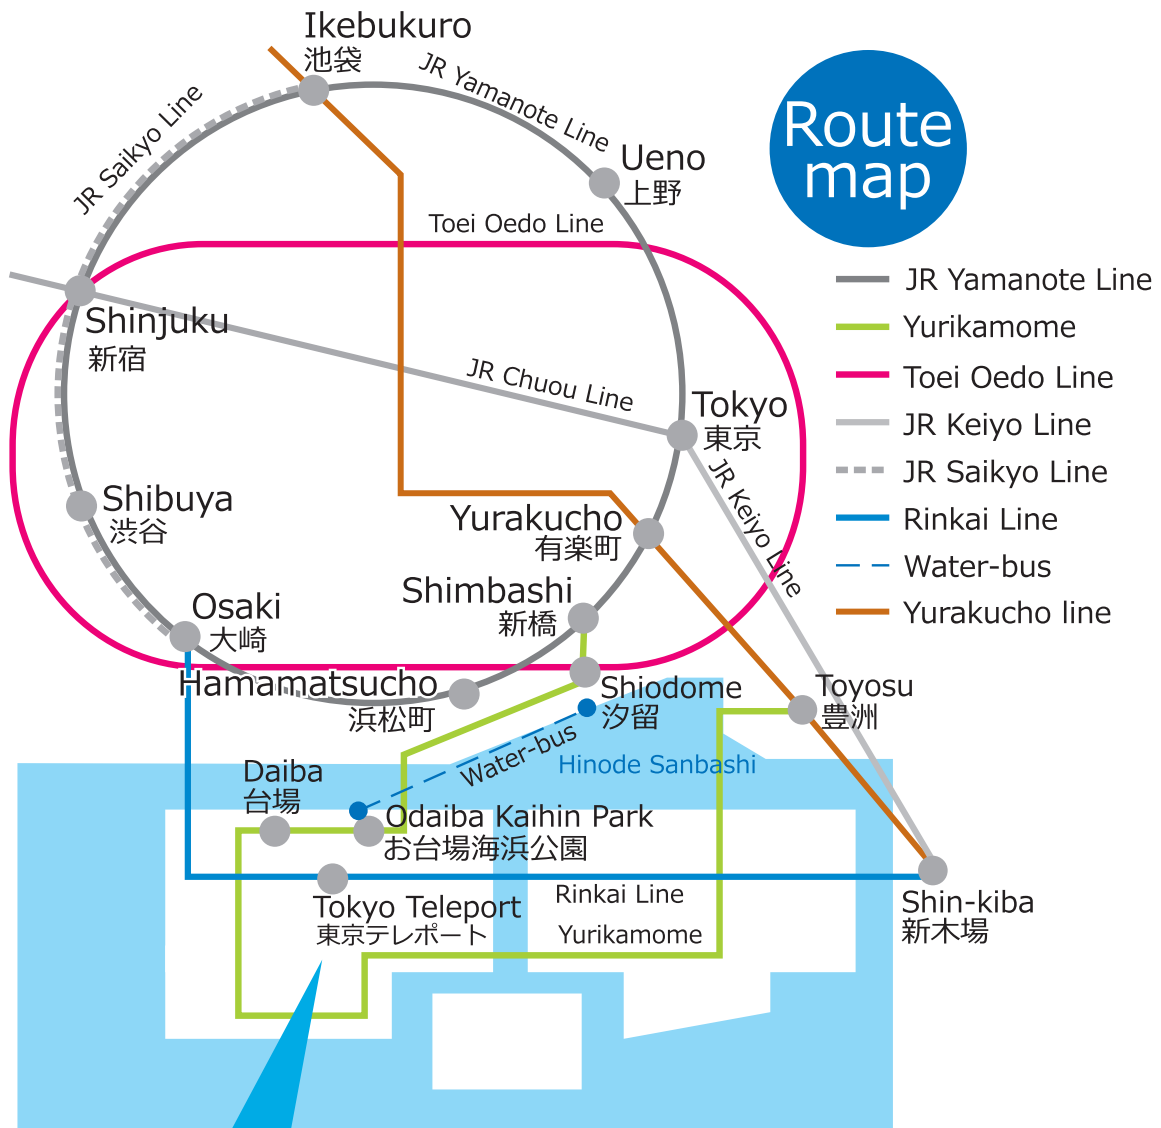 Ikebukuro
池袋
JR Yamanote Line
JR Saikyo Line
Ueno
上野
Route
map
Toei Oedo Line
JR Yamanote Line
Shinjuku
新宿
Yurikamome
JR Chuou Line
Toei Oedo Line
Tokyo
東京
JR Keiyo Line
JR Keiyo Line
JR Saikyo Line
Shibuya
渋谷
Yurakucho
有楽町
Rinkai Line
Water-bus
Shimbashi
新橋
Yurakucho line
Osaki
大崎
Hamamatsucho
浜松町
Shiodome
汐留
Toyosu
豊洲
Water-bus
Hinode Sanbashi
Daiba
台場
Odaiba Kaihin Park
お台場海浜公園
Rinkai Line
Shin-kiba
新木場
Tokyo Teleport
東京テレポート
Yurikamome